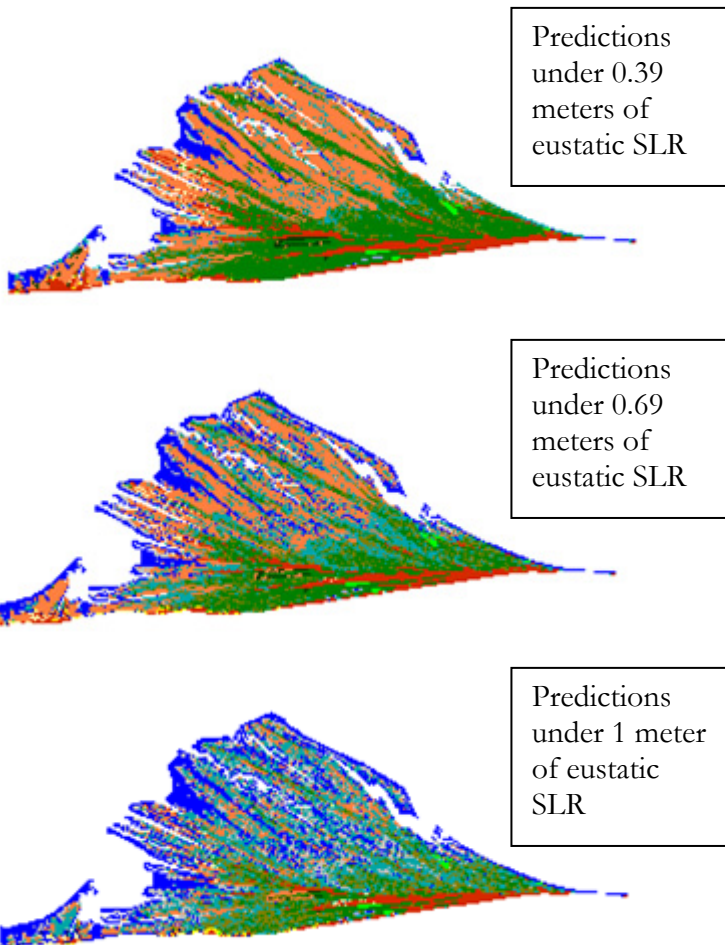 Predictions
under 0.39
meters of
eustatic SLR
Predictions
under 0.69
meters of
eustatic SLR
Predictions
under 1 meter
of eustatic
SLR